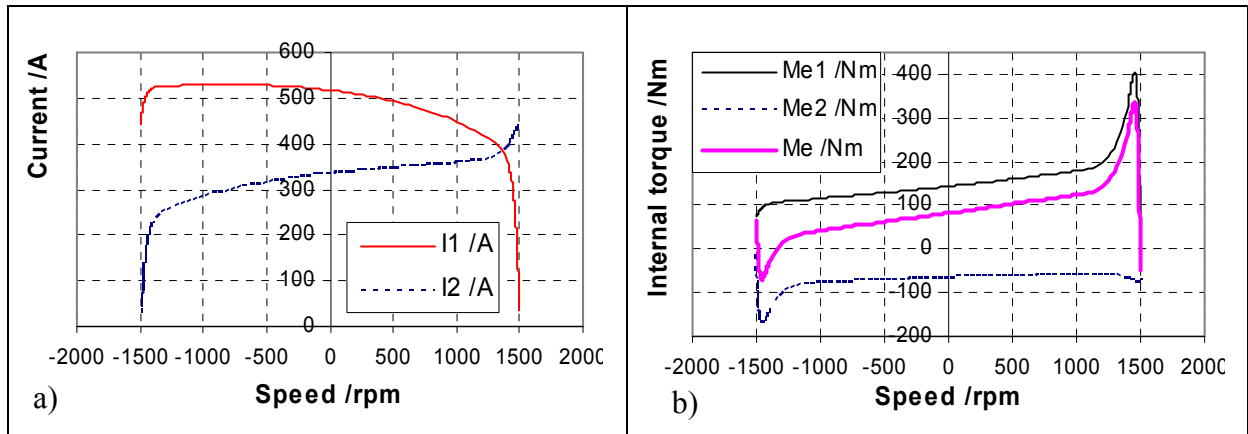 Current /A
600
500
400
300
200
100
0
I1 /A
I2 /A
-2000 -1500 -1000 -500 0 500 1000 1500 2000
Speed /rpm
a)
Internal torque /Nm
Me1 /Nm
Me2 /Nm
Me /Nm
400
300
200
100
0
-100
-200
-2000 -1500 -1000 -500 0 500 1000 1500 2000
Speed /rpm
b)